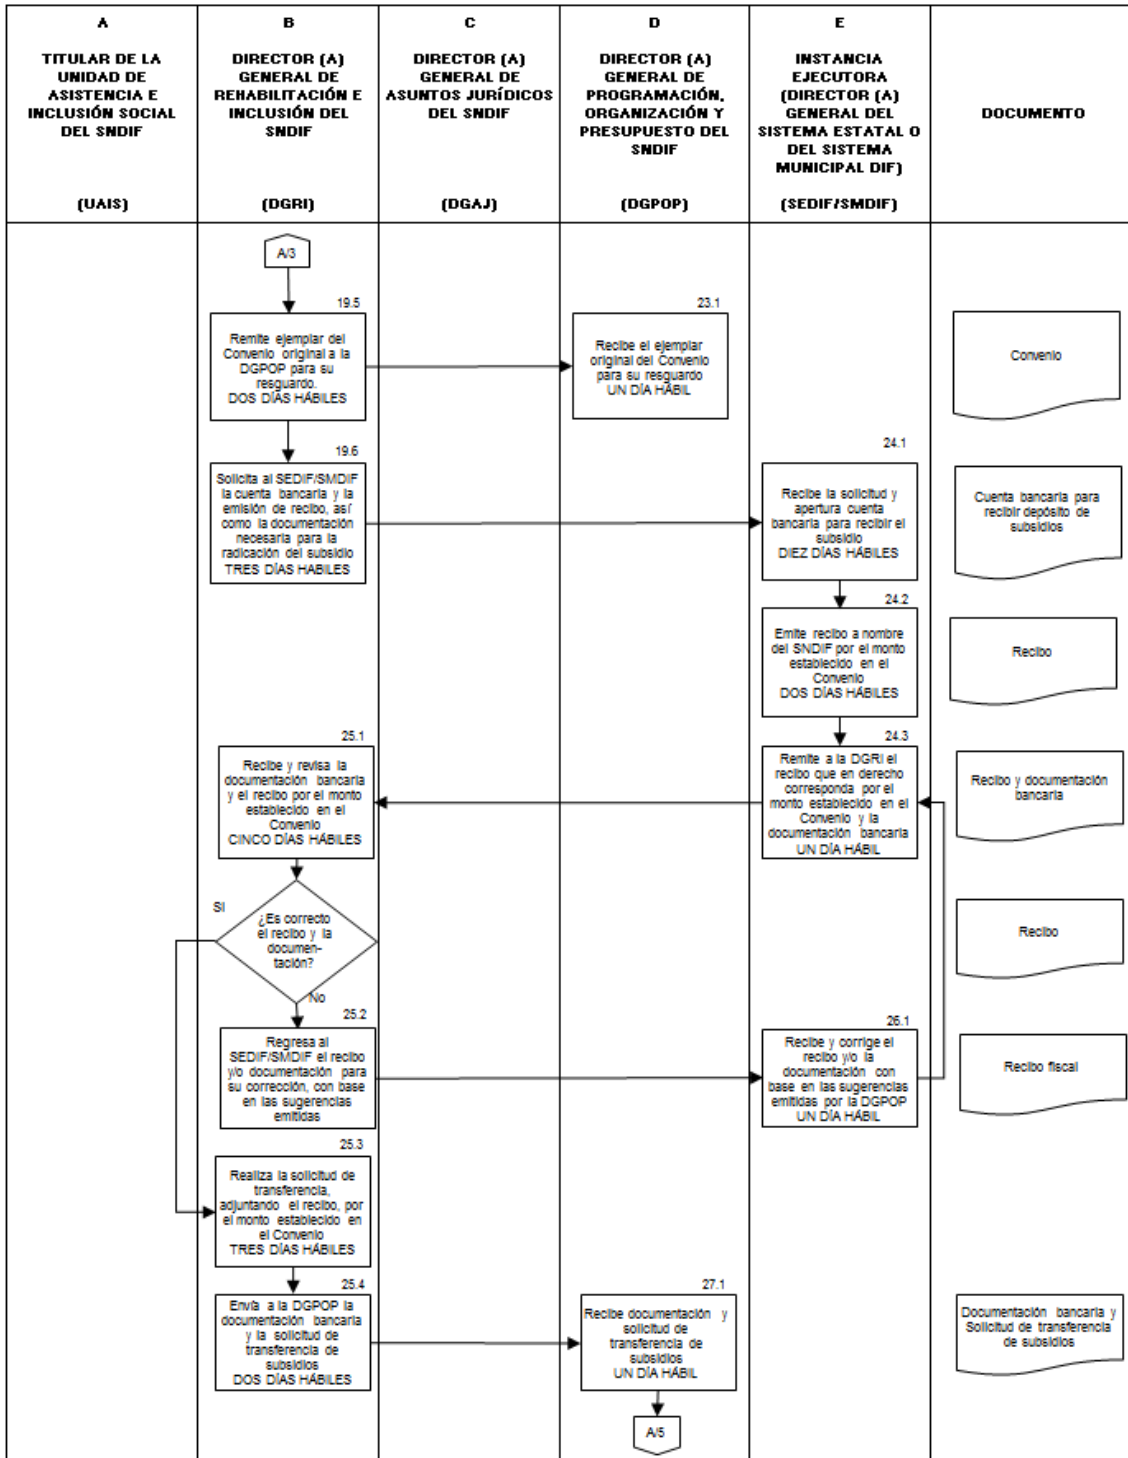 A
TITULAR DE LA
UNIDAD DE
ASISTENCIA E
INCLUSIÓN SOCIAL
DEL SNDIF
(UAIS)
B
DIRECTOR (A)
GENERAL DE
REHABILITACIÓN E
INCLUSIÓN DEL
SNDIF
(DGRI)
C
DIRECTOR (A)
GENERAL DE
ASUNTOS JURÍDICOS
DEL SNDIF
(DGAJ)
D
DIRECTOR (A)
GENERAL DE
PROGRAMACIÓN,
ORGANIZACIÓN Y
PRESUPUESTO DEL
SNDIF
(DGPOP)
E
INSTANCIA
EJECUTORA
(DIRECTOR (A)
GENERAL DEL
SISTEMA ESTATAL O
DEL SISTEMA
MUNICIPAL DIF)
(SEDIF/SMDIF)
DOCUMENTO
A/3
19.5
Remite ejemplar del
Convenio original a la
DGPOP para su
resguardo.
DOS DÍAS HÁBILES
23.1
Recibe el ejemplar
original del Convenio
para su resguardo
UN DÍA HÁBIL
Convenio
19.6
Solicita al SEDIF/SMDIF
la cuenta bancaria y la
emisión de recibo, así
como la documentación
necesaria para la
radicación del subsidio
TRES DÍAS HABILES
24.1
Recibe la solicitud y
apertura cuenta
bancaria para recibir el
subsidio
DIEZ DÍAS HÁBILES
Cuenta bancaria para
recibir depósito de
subsidios
24.2
Emite recibo a nombre
del SNDIF por el monto
establecido en el
Convenio
DOS DÍAS HÁBILES
Recibo
25.1
Recibe y revisa la
documentación bancaria
y el recibo por el monto
establecido en el
Convenio
CINCO DÍAS HÁBILES
24.3
Remite a la DGRI el
recibo que en derecho
corresponda por el
monto establecido en el
Convenio y la
documentación bancaria
UN DÍA HÁBIL
Recibo y documentación
bancaria
SI
¿Es correcto
el recibo y la
documen-
tación?
No
Recibo
25.2
Regresa al
SEDIF/SMDIF el recibo
y/o documentación para
su corrección, con base
en las sugerencias
emitidas
26.1
Recibe y corrige el
recibo y/o la
documentación con
base en las sugerencias
emitidas por la DGPOP
UN DÍA HÁBIL
Recibo fiscal
25.3
Realiza la solicitud de
transferencia,
adjuntando el recibo, por
el monto establecido en
el Convenio
TRES DÍAS HÁBILES
25.4
Envía a la DGPOP la
documentación bancaria
y la solicitud de
transferencia de
subsidios
DOS DÍAS HÁBILES
27.1
Recibe documentación y
solicitud de
transferencia de
subsidios
UN DÍA HÁBIL
Documentación bancaria y
Solicitud de transferencia
de subsidios
A/5